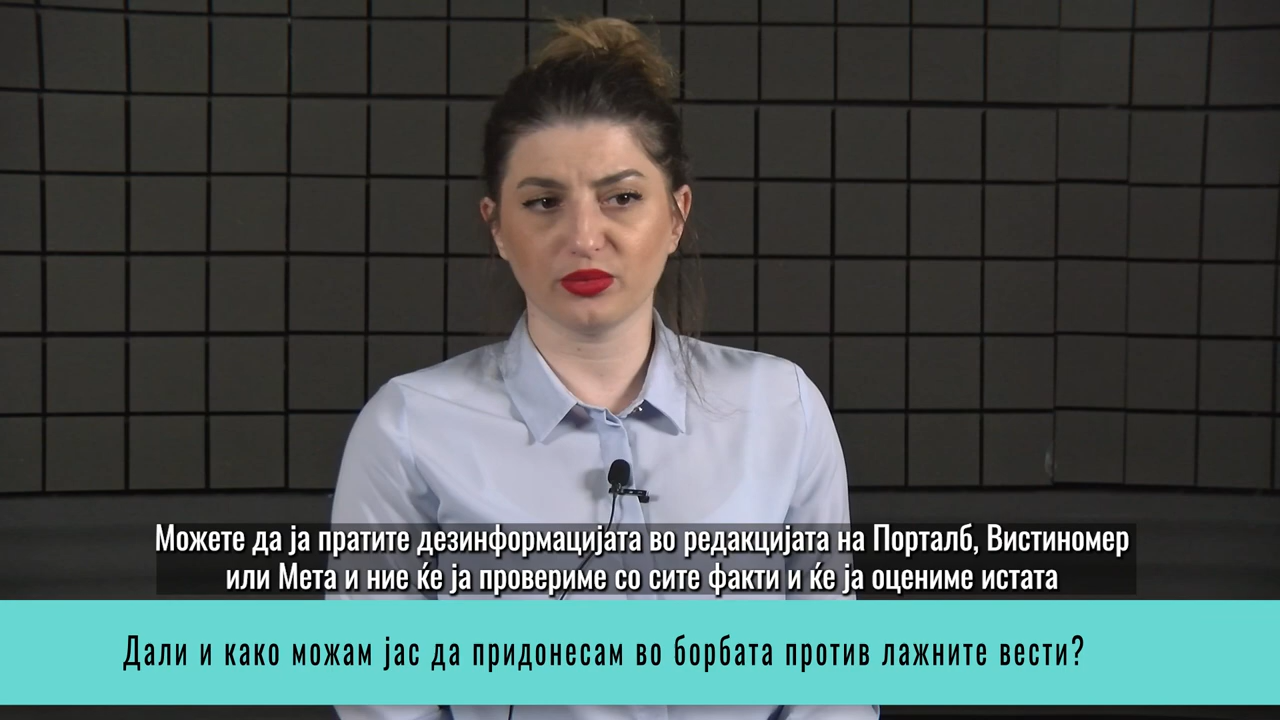 Можете да ја пратите дезинформацијата во редакцијата на Порталб, Вистиномер
или Мета и ние ќе ја провериме со сите факти и ќе ја оцениме истата
Дали и како можам јас да придонесам во борбата против лажните вести?